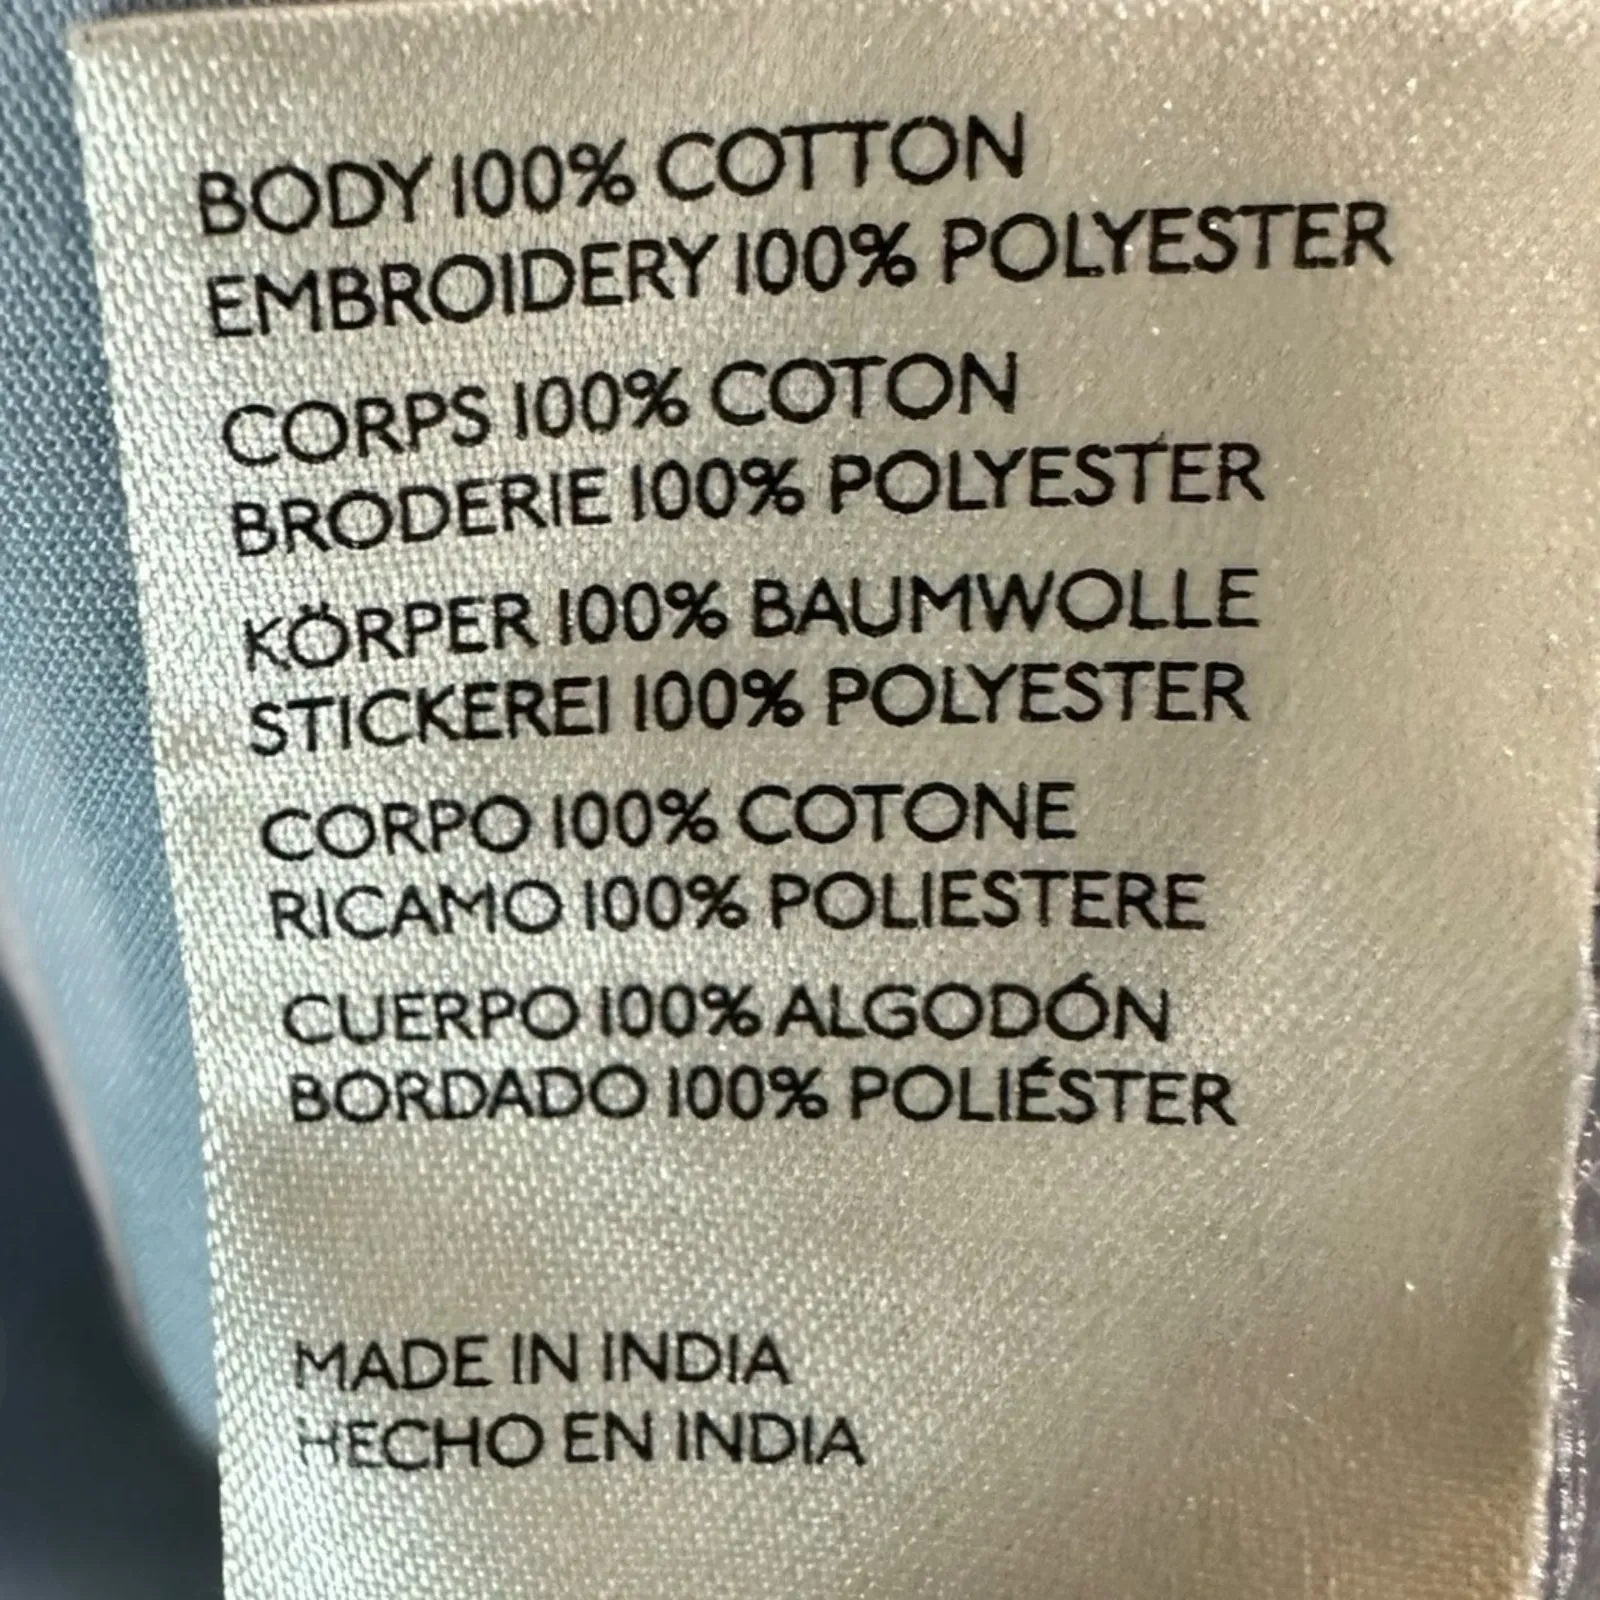 BODY 100% COTTON
EMBROIDERY 100% POLYESTER
CORPS 100% COTON
BRODERIE 100% POLYESTER
KÖRPER 100% BAUMWOLLE
STICKEREI 100% POLYESTER
CORPO 100% COTONE
RICAMO 100% POLIESTERE
CUERPO 100% ALGODÓN
BORDADO 100% POLIÉSTER
MADE IN INDIA
HECHO EN INDIA